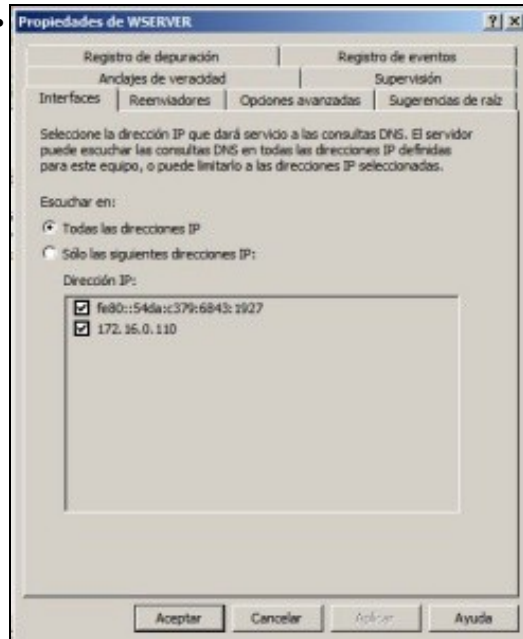 Propiedades de WSERVER
Registro de depuración
Registro de eventos
Anclajes de veracidad
Supervisión
Interfaces
Reenviadores
Opciones avanzadas
Sugerencias de raíz
Seleccione la dirección IP que dará servicio a las consultas DNS. El servidor
puede escuchar las consultas DNS en todas las direcciones IP definidas
para este equipo, o puede limitarlo a las direcciones IP seleccionadas.
Escuchar en:
Todas las direcciones IP
Sólo las siguientes direcciones IP:
Dirección IP:
fe80::54da:c379:6843:1927
172.16.0.110
Aceptar
Cancelar
Aplicar
Ayuda